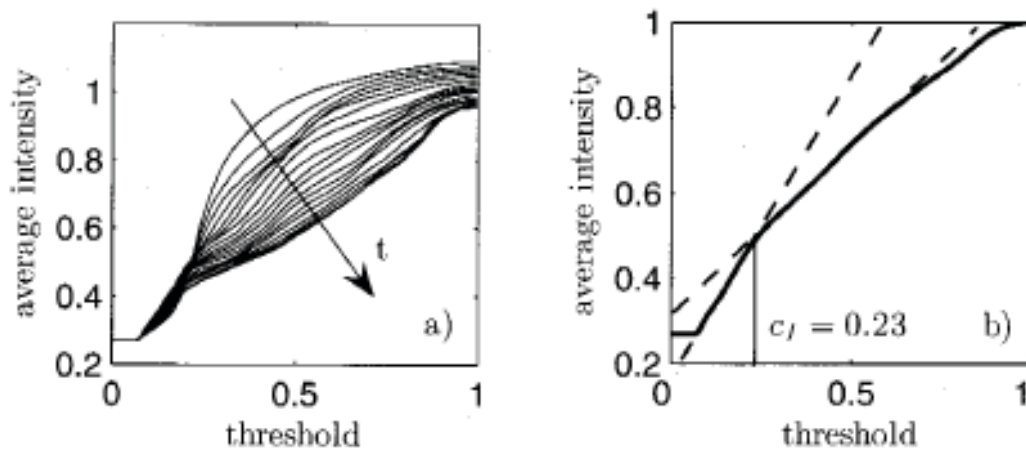 average intensity
1
0.8
0.6
0.4
0.2
0
0.5
1
threshold
t
a)
average intensity
1
0.8
0.6
0.4
0.2
0
0.5
1
threshold
c_I = 0.23
b)